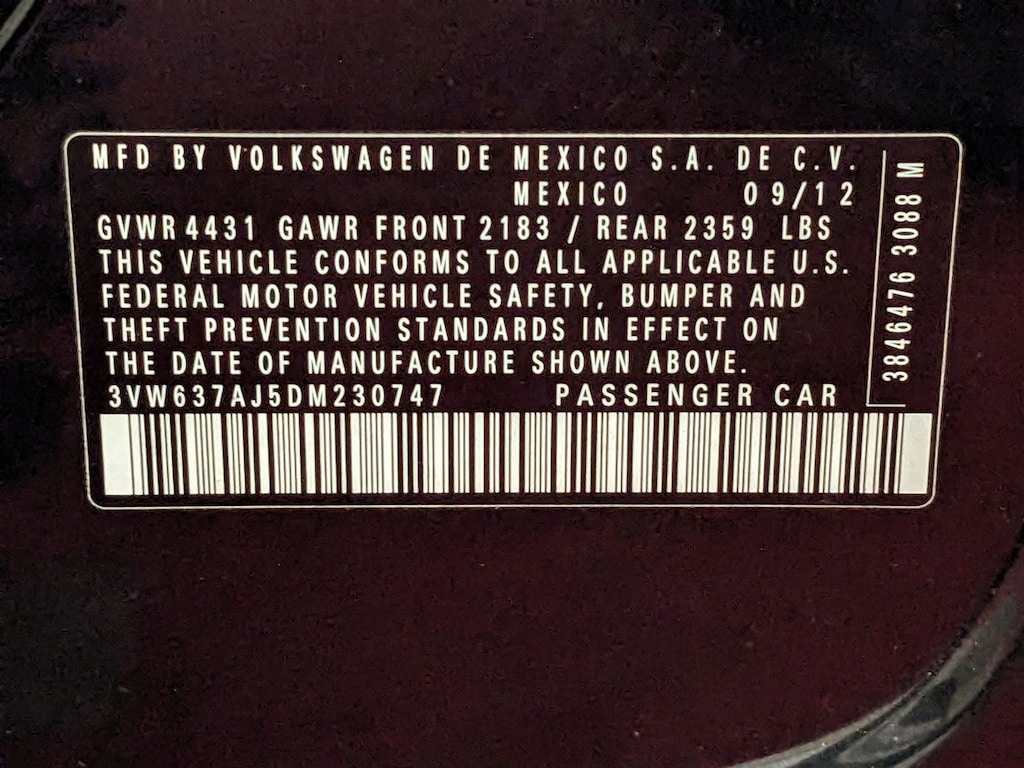 MFD BY VOLKSWAGEN DE MEXICO S.A. DE C.V.
MEXICO 09/12
GVWR 4431 GAWR FRONT 2183 / REAR 2359 LBS
THIS VEHICLE CONFORMS TO ALL APPLICABLE U.S.
FEDERAL MOTOR VEHICLE SAFETY, BUMPER AND
THEFT PREVENTION STANDARDS IN EFFECT ON
THE DATE OF MANUFACTURE SHOWN ABOVE.
3VW637AJ5DM230747 PASSENGER CAR
3846476 3088 M